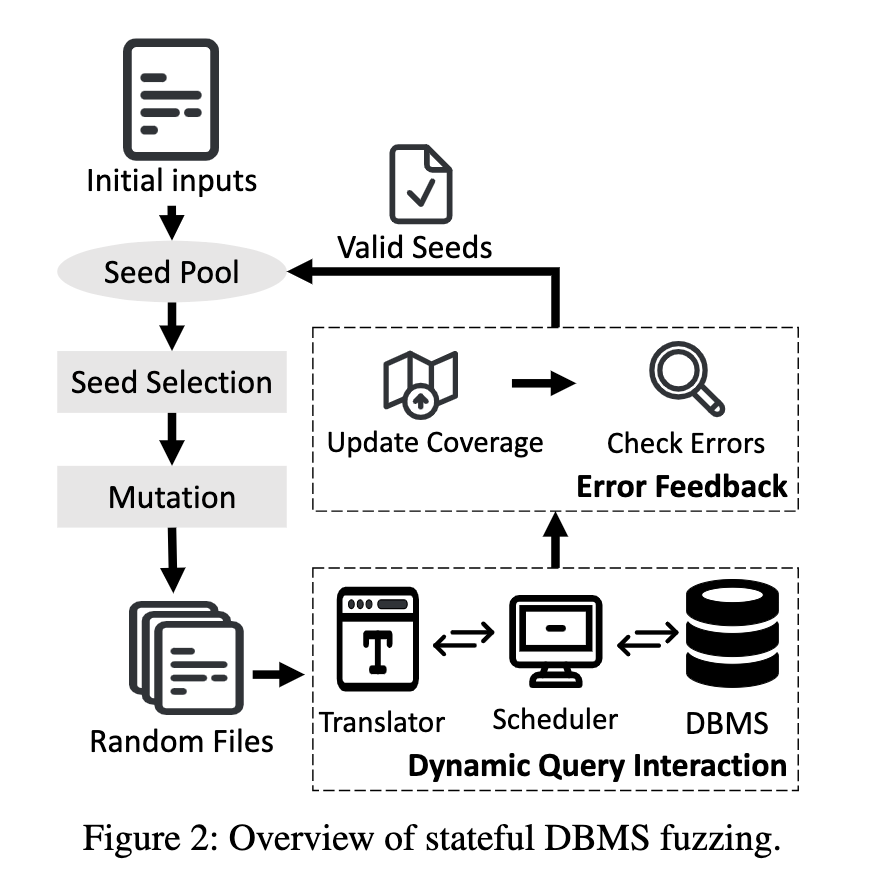 Initial inputs
Valid Seeds
Seed Pool
Seed Selection
Update Coverage
Check Errors
Error Feedback
Mutation
T
Random Files
Translator
Scheduler
DBMS
Dynamic Query Interaction
Figure 2: Overview of stateful DBMS fuzzing.